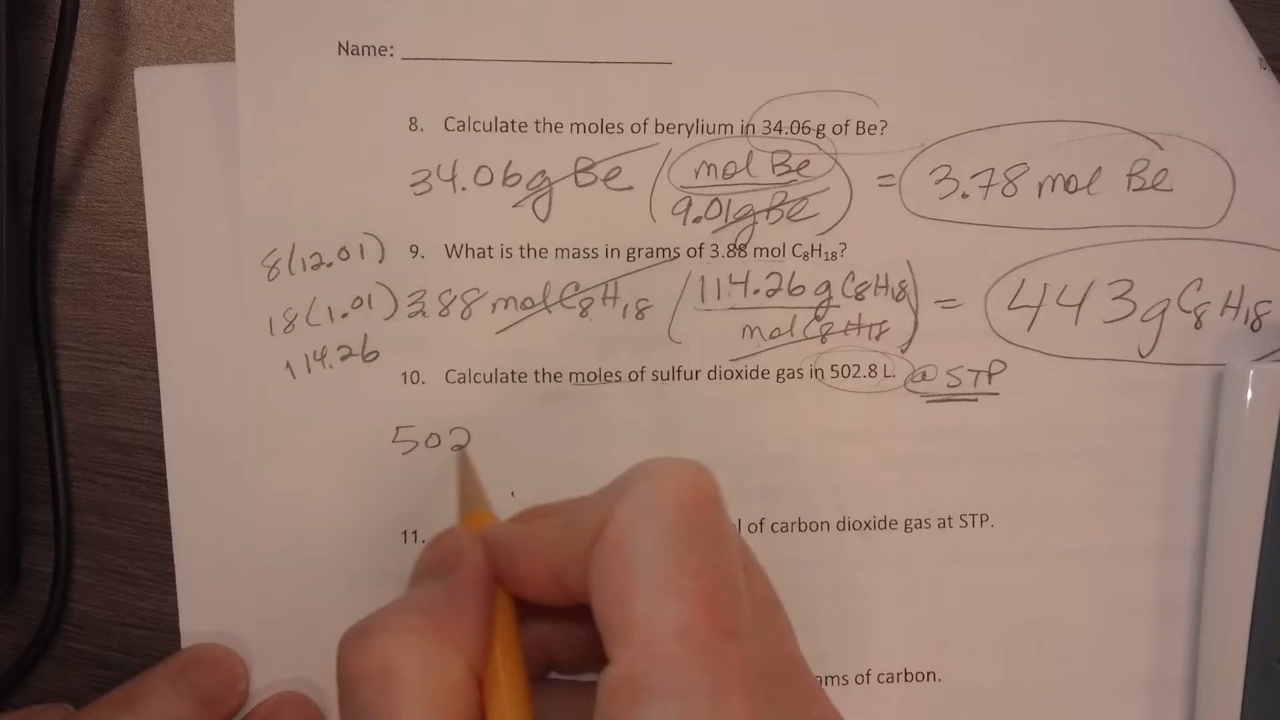 Name:
8. Calculate the moles of berylium in 34.06 g of Be?
34.06g Be ( mol Be / 9.01g Be ) = 3.78 mol Be
9. What is the mass in grams of 3.88 mol C₈H₁₈?
8(12.01)
18(1.01) 3.88 mol C8H18 ( 114.26 g C8H18 / mol C8H18 ) = 443g C8H18
114.26
10. Calculate the moles of sulfur dioxide gas in 502.8 L. @ STP
502
11. of carbon dioxide gas at STP.
of carbon.